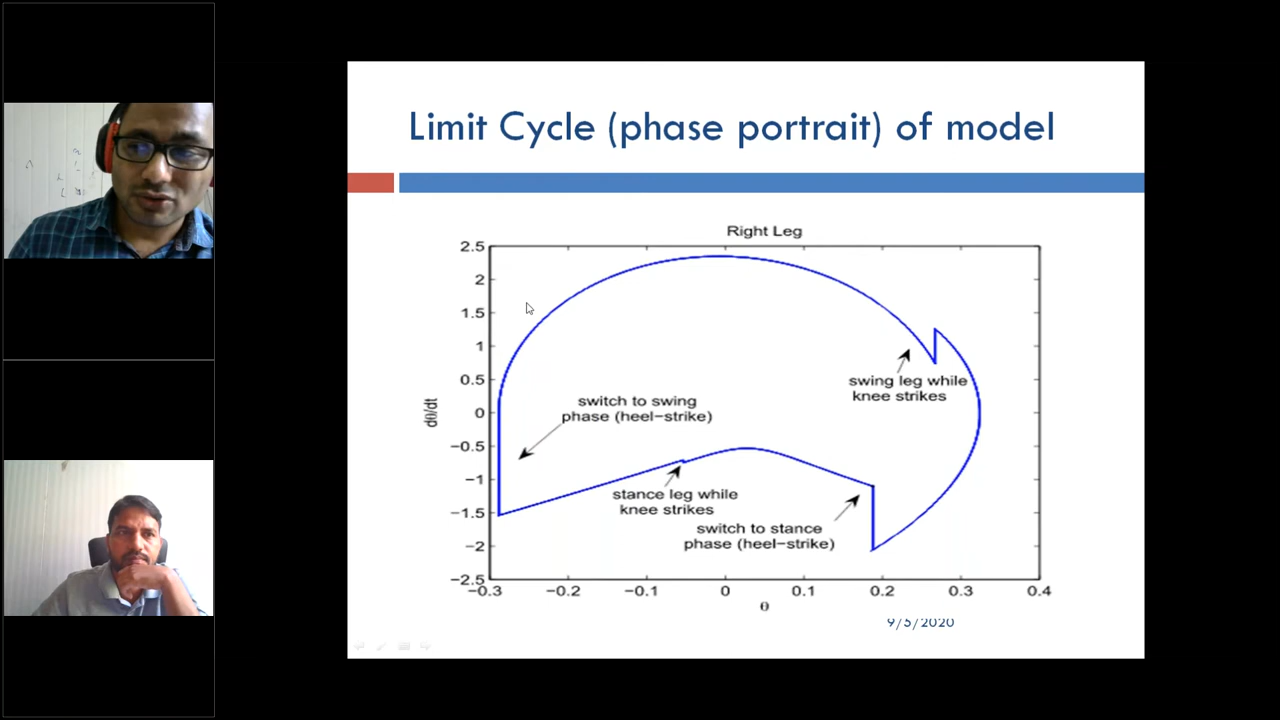 Limit Cycle (phase portrait) of model
Right Leg
2.5
2
1.5
1
0.5
0
−0.5
−1
−1.5
−2
−2.5
dθ/dt
swing leg while
knee strikes
switch to swing
phase (heel−strike)
stance leg while
knee strikes
switch to stance
phase (heel−strike)
−0.3 −0.2 −0.1 0 0.1 0.2 0.3 0.4
θ
9/5/2020